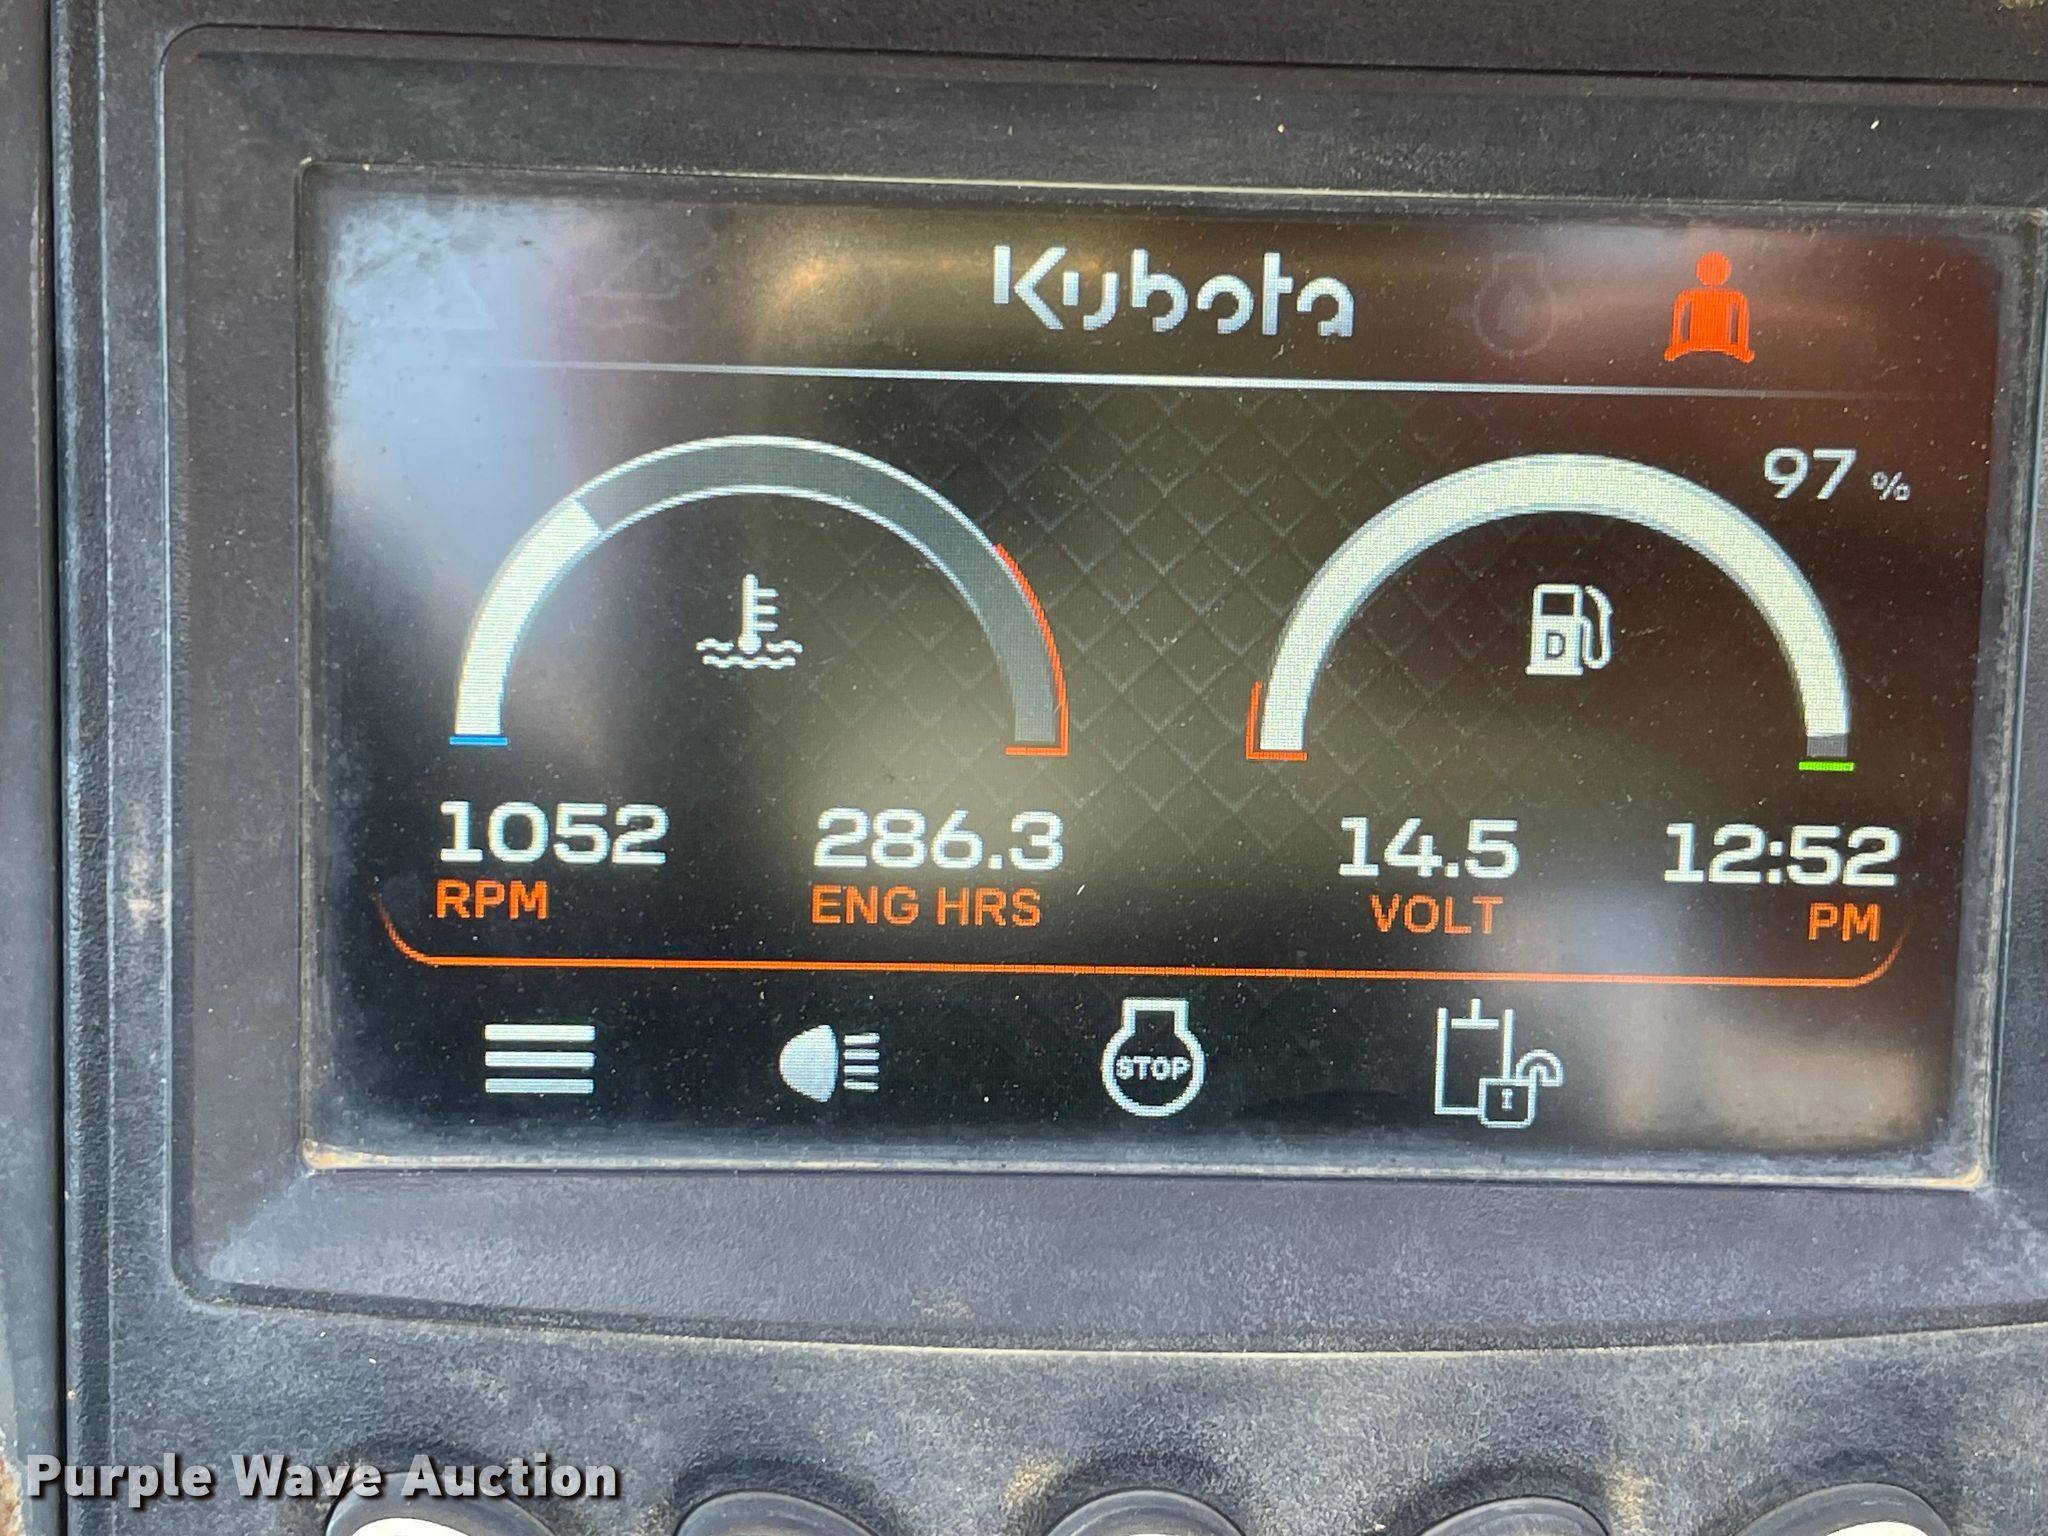 Kubota
97 %
D
1052 286.3 14.5 12:52
RPM ENG HRS VOLT PM
STOP
Purple Wave Auction